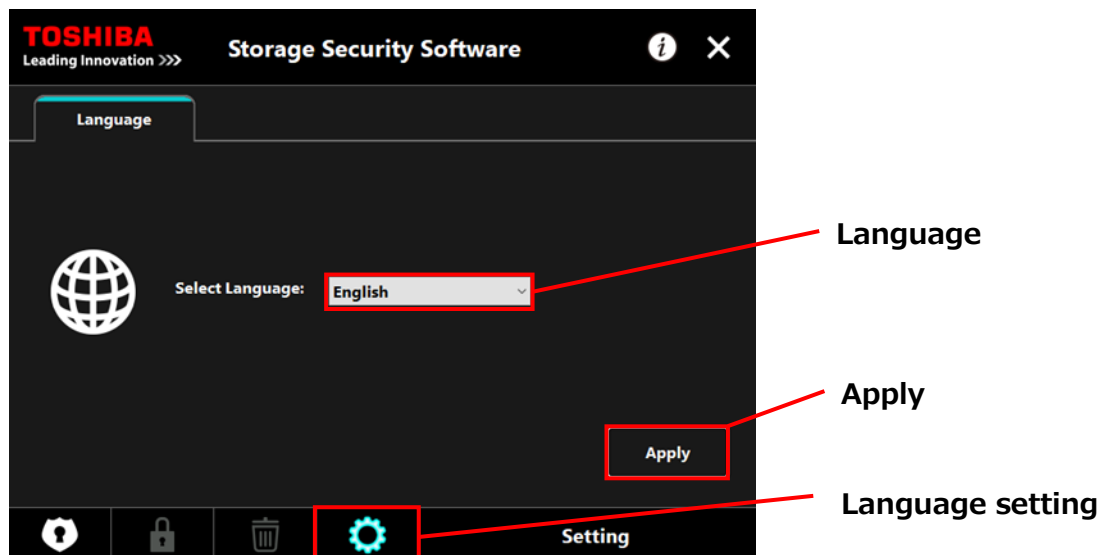 TOSHIBA
Leading Innovation >>>
Storage Security Software
i
Language
Language
Select Language:
English
Apply
Apply
Language setting
Setting